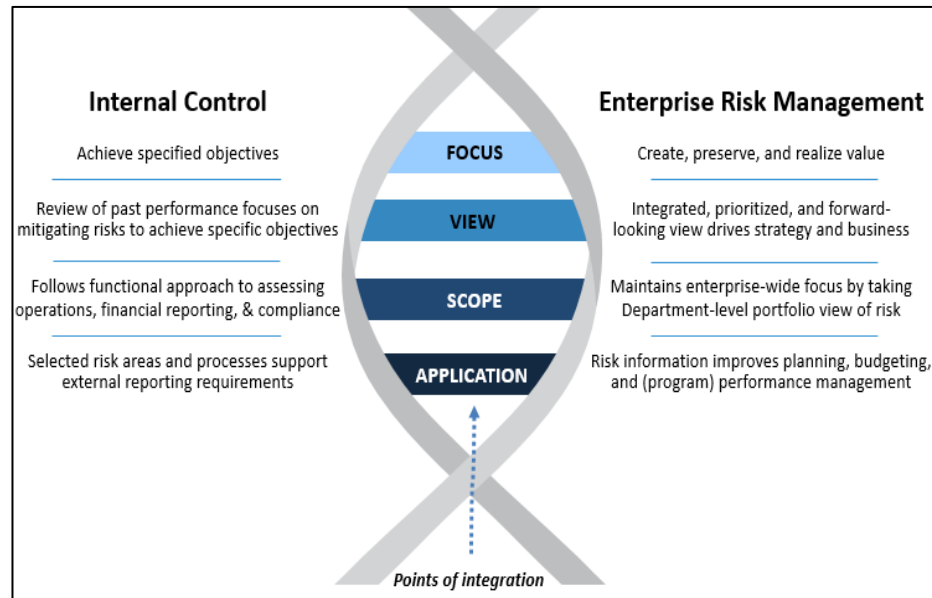 Internal Control
Enterprise Risk Management
Achieve specified objectives
FOCUS
Create, preserve, and realize value
Review of past performance focuses on
mitigating risks to achieve specific objectives
VIEW
Integrated, prioritized, and forward-
looking view drives strategy and business
Follows functional approach to assessing
operations, financial reporting, & compliance
SCOPE
Maintains enterprise-wide focus by taking
Department-level portfolio view of risk
Selected risk areas and processes support
external reporting requirements
APPLICATION
Risk information improves planning, budgeting,
and (program) performance management
Points of integration